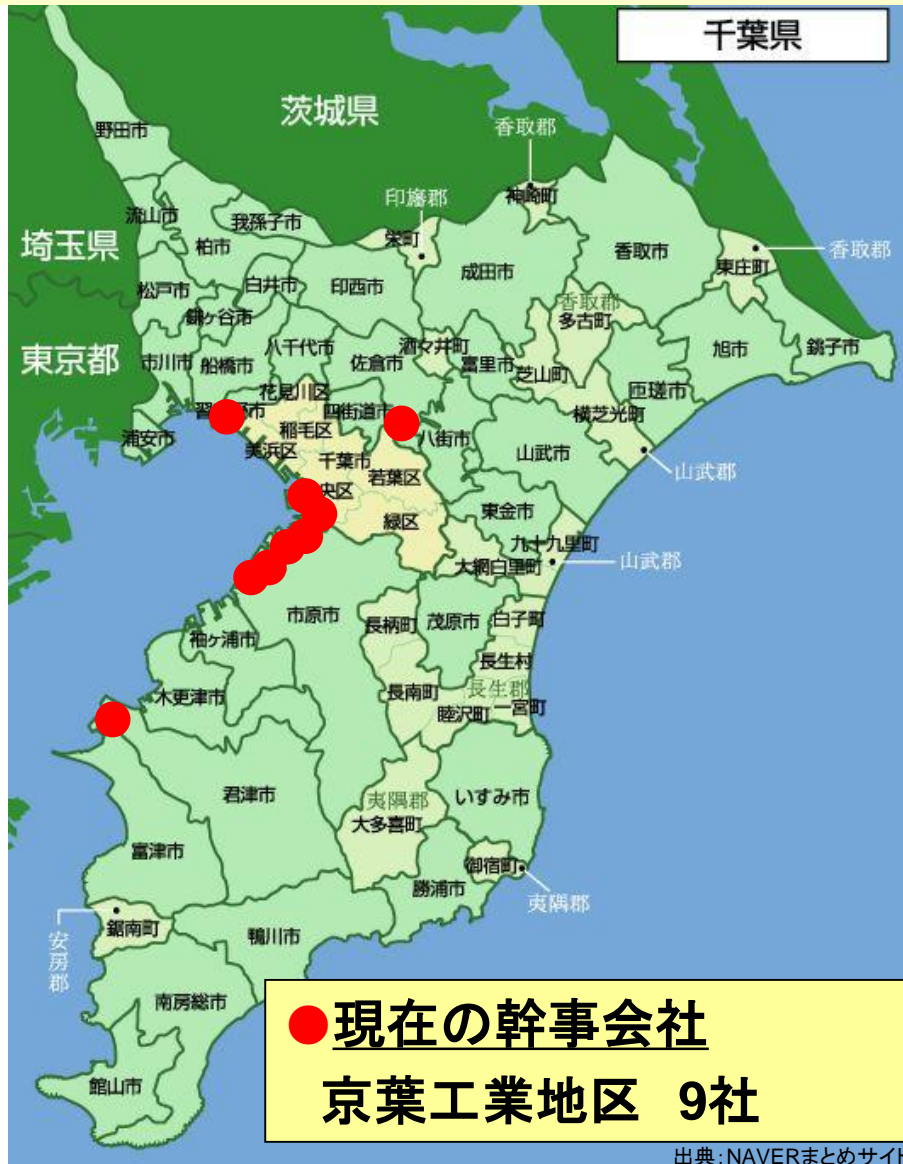 千葉県
茨城県
香取郡
野田市
印旛郡
神崎町
流山市
我孫子市
栄町
埼玉県
柏市
成田市
香取市
香取郡
東庄町
松戸市
白井市
印西市
香取郡
多古町
鎌ヶ谷市
東京都
市川市
船橋市
八千代市
佐倉市
酒々井町
富里市
芝山町
旭市
銚子市
匝瑳市
花見川区
四街道市
横芝光町
浦安市
稲毛区
美浜区
八街市
山武市
山武郡
千葉市
若葉区
央区
緑区
東金市
九十九里町
大網白里町
山武郡
市原市
長柄町
茂原市
白子町
袖ヶ浦市
長生村
長生郡
木更津市
長南町
睦沢町
一宮町
君津市
夷隅郡
いすみ市
大多喜町
富津市
御宿町
勝浦市
夷隅郡
鋸南町
安房郡
鴨川市
南房総市
館山市
●現在の幹事会社
京葉工業地区 9社
出典:NAVERまとめサイト